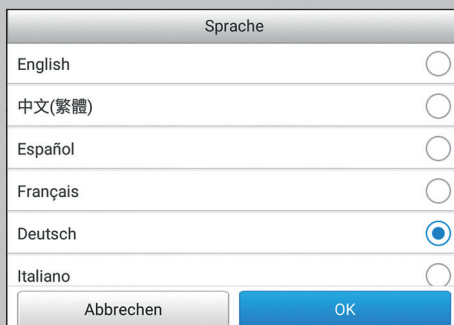 Sprache
English
中文(繁體)
Español
Français
Deutsch
Italiano
Abbrechen
OK